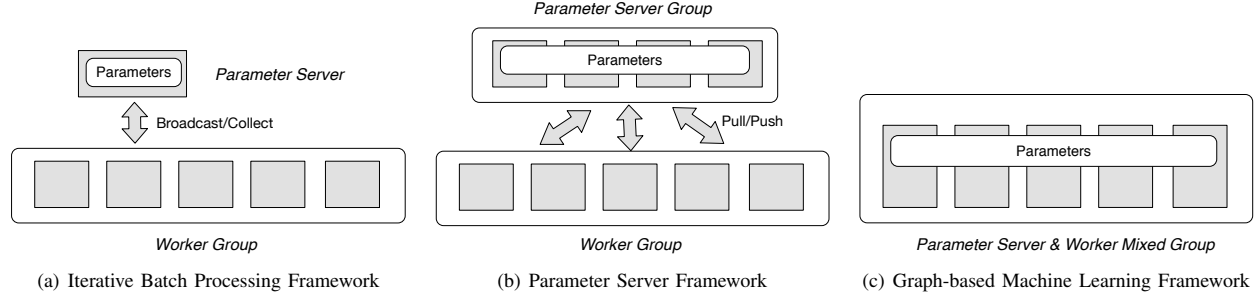 Parameters
Parameter Server
Broadcast/Collect
Worker Group
(a) Iterative Batch Processing Framework
Parameter Server Group
Parameters
Pull/Push
Worker Group
(b) Parameter Server Framework
Parameters
Parameter Server & Worker Mixed Group
(c) Graph-based Machine Learning Framework